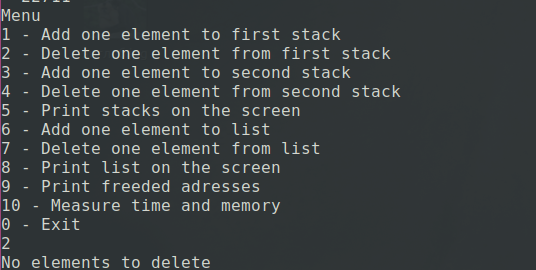 Menu
1 - Add one element to first stack
2 - Delete one element from first stack
3 - Add one element to second stack
4 - Delete one element from second stack
5 - Print stacks on the screen
6 - Add one element to list
7 - Delete one element from list
8 - Print list on the screen
9 - Print freeded adresses
10 - Measure time and memory
0 - Exit
2
No elements to delete